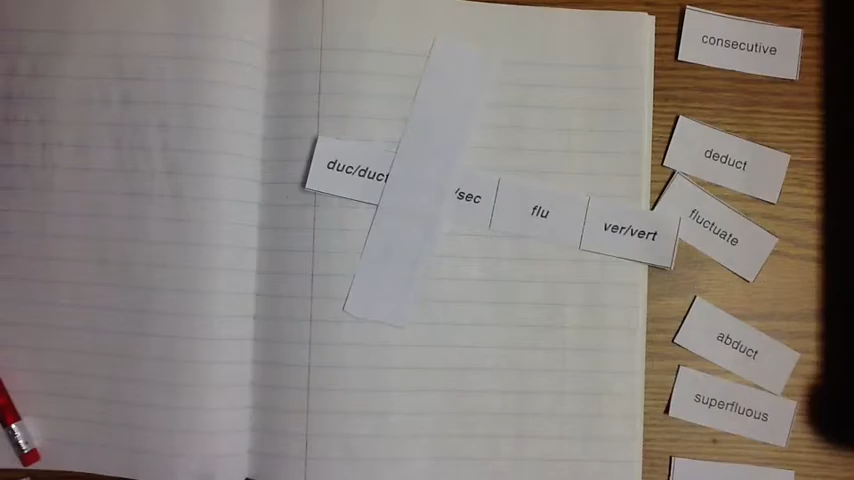 consecutive
duc/duct
/sec
flu
ver/vert
deduct
fluctuate
abduct
superfluous